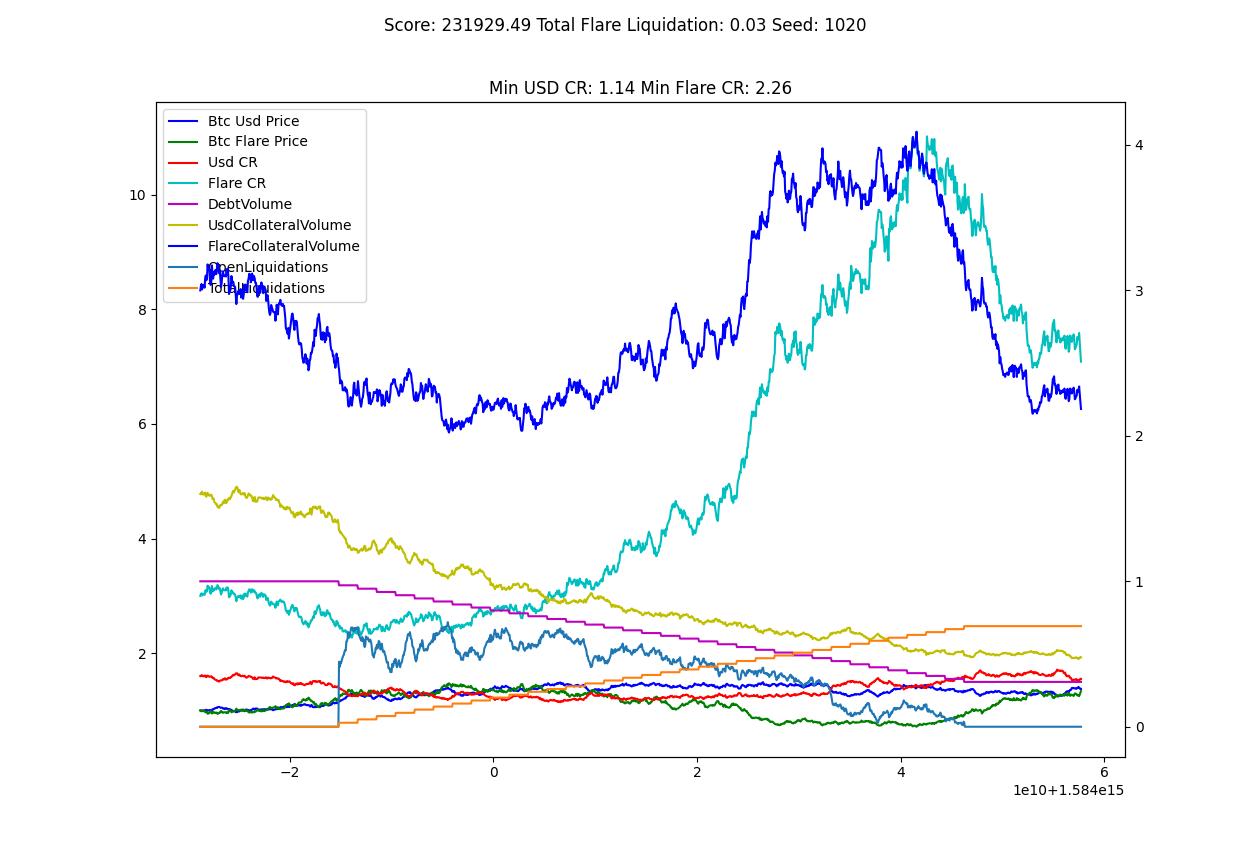 Score: 231929.49 Total Flare Liquidation: 0.03 Seed: 1020
Min USD CR: 1.14 Min Flare CR: 2.26
Btc Usd Price
Btc Flare Price
Usd CR
Flare CR
DebtVolume
UsdCollateralVolume
FlareCollateralVolume
OpenLiquidations
TotalLiquidations
10
8
6
4
2
4
3
2
1
0
−2
0
2
4
6
1e10+1.584e15